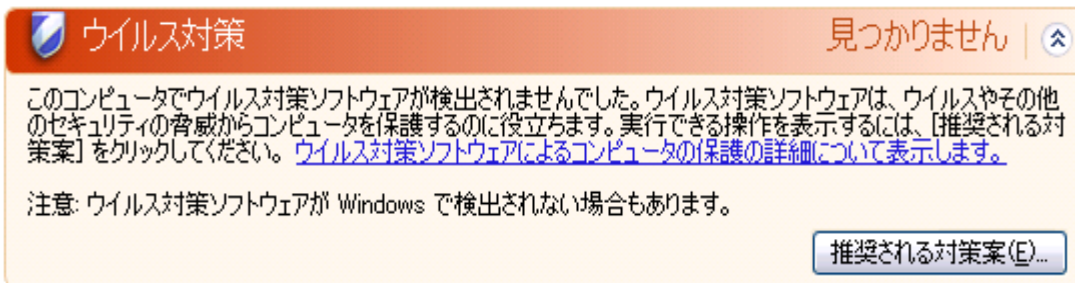 ウイルス対策 見つかりません
このコンピュータでウイルス対策ソフトウェアが検出されませんでした。ウイルス対策ソフトウェアは、ウイルスやその他
のセキュリティの脅威からコンピュータを保護するのに役立ちます。実行できる操作を表示するには、[推奨される対
策案] をクリックしてください。 ウイルス対策ソフトウェアによるコンピュータの保護の詳細について表示します。
注意: ウイルス対策ソフトウェアが Windows で検出されない場合もあります。
推奨される対策案(E)...